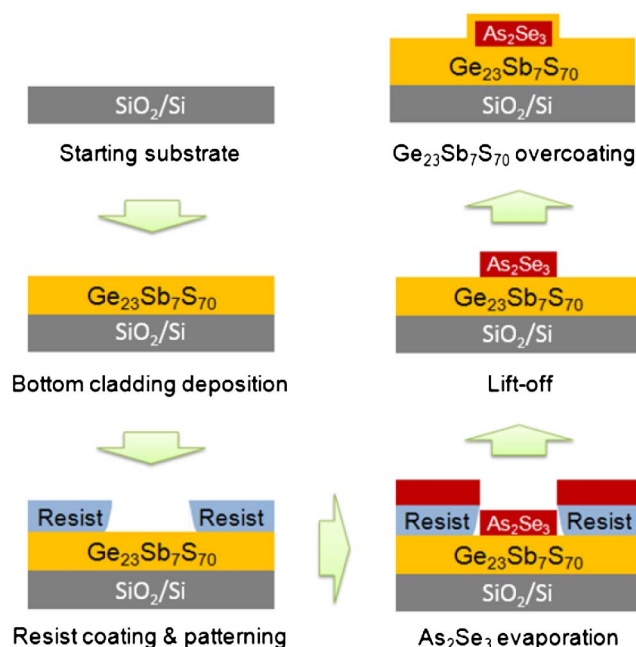 SiO₂/Si
Starting substrate
Ge₂₃Sb₇S₇₀
SiO₂/Si
Bottom cladding deposition
Resist Resist
Ge₂₃Sb₇S₇₀
SiO₂/Si
Resist coating & patterning
Resist As₂Se₃ Resist
Ge₂₃Sb₇S₇₀
SiO₂/Si
As₂Se₃ evaporation
As₂Se₃
Ge₂₃Sb₇S₇₀
SiO₂/Si
Lift-off
As₂Se₃
Ge₂₃Sb₇S₇₀
SiO₂/Si
Ge₂₃Sb₇S₇₀ overcoating